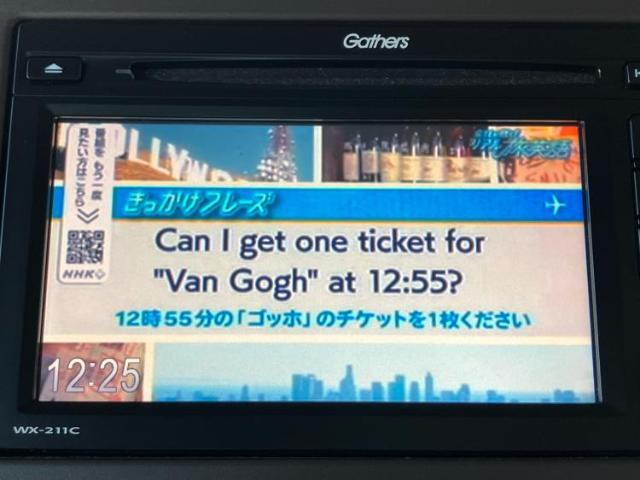 Gathers
番組を もう一度
見たい方はこちら
NHK
HOLLYW
きっかけフレーズ
Can I get one ticket for
"Van Gogh" at 12:55?
12時55分の「ゴッホ」のチケットを1枚ください
12:25
WX-211C